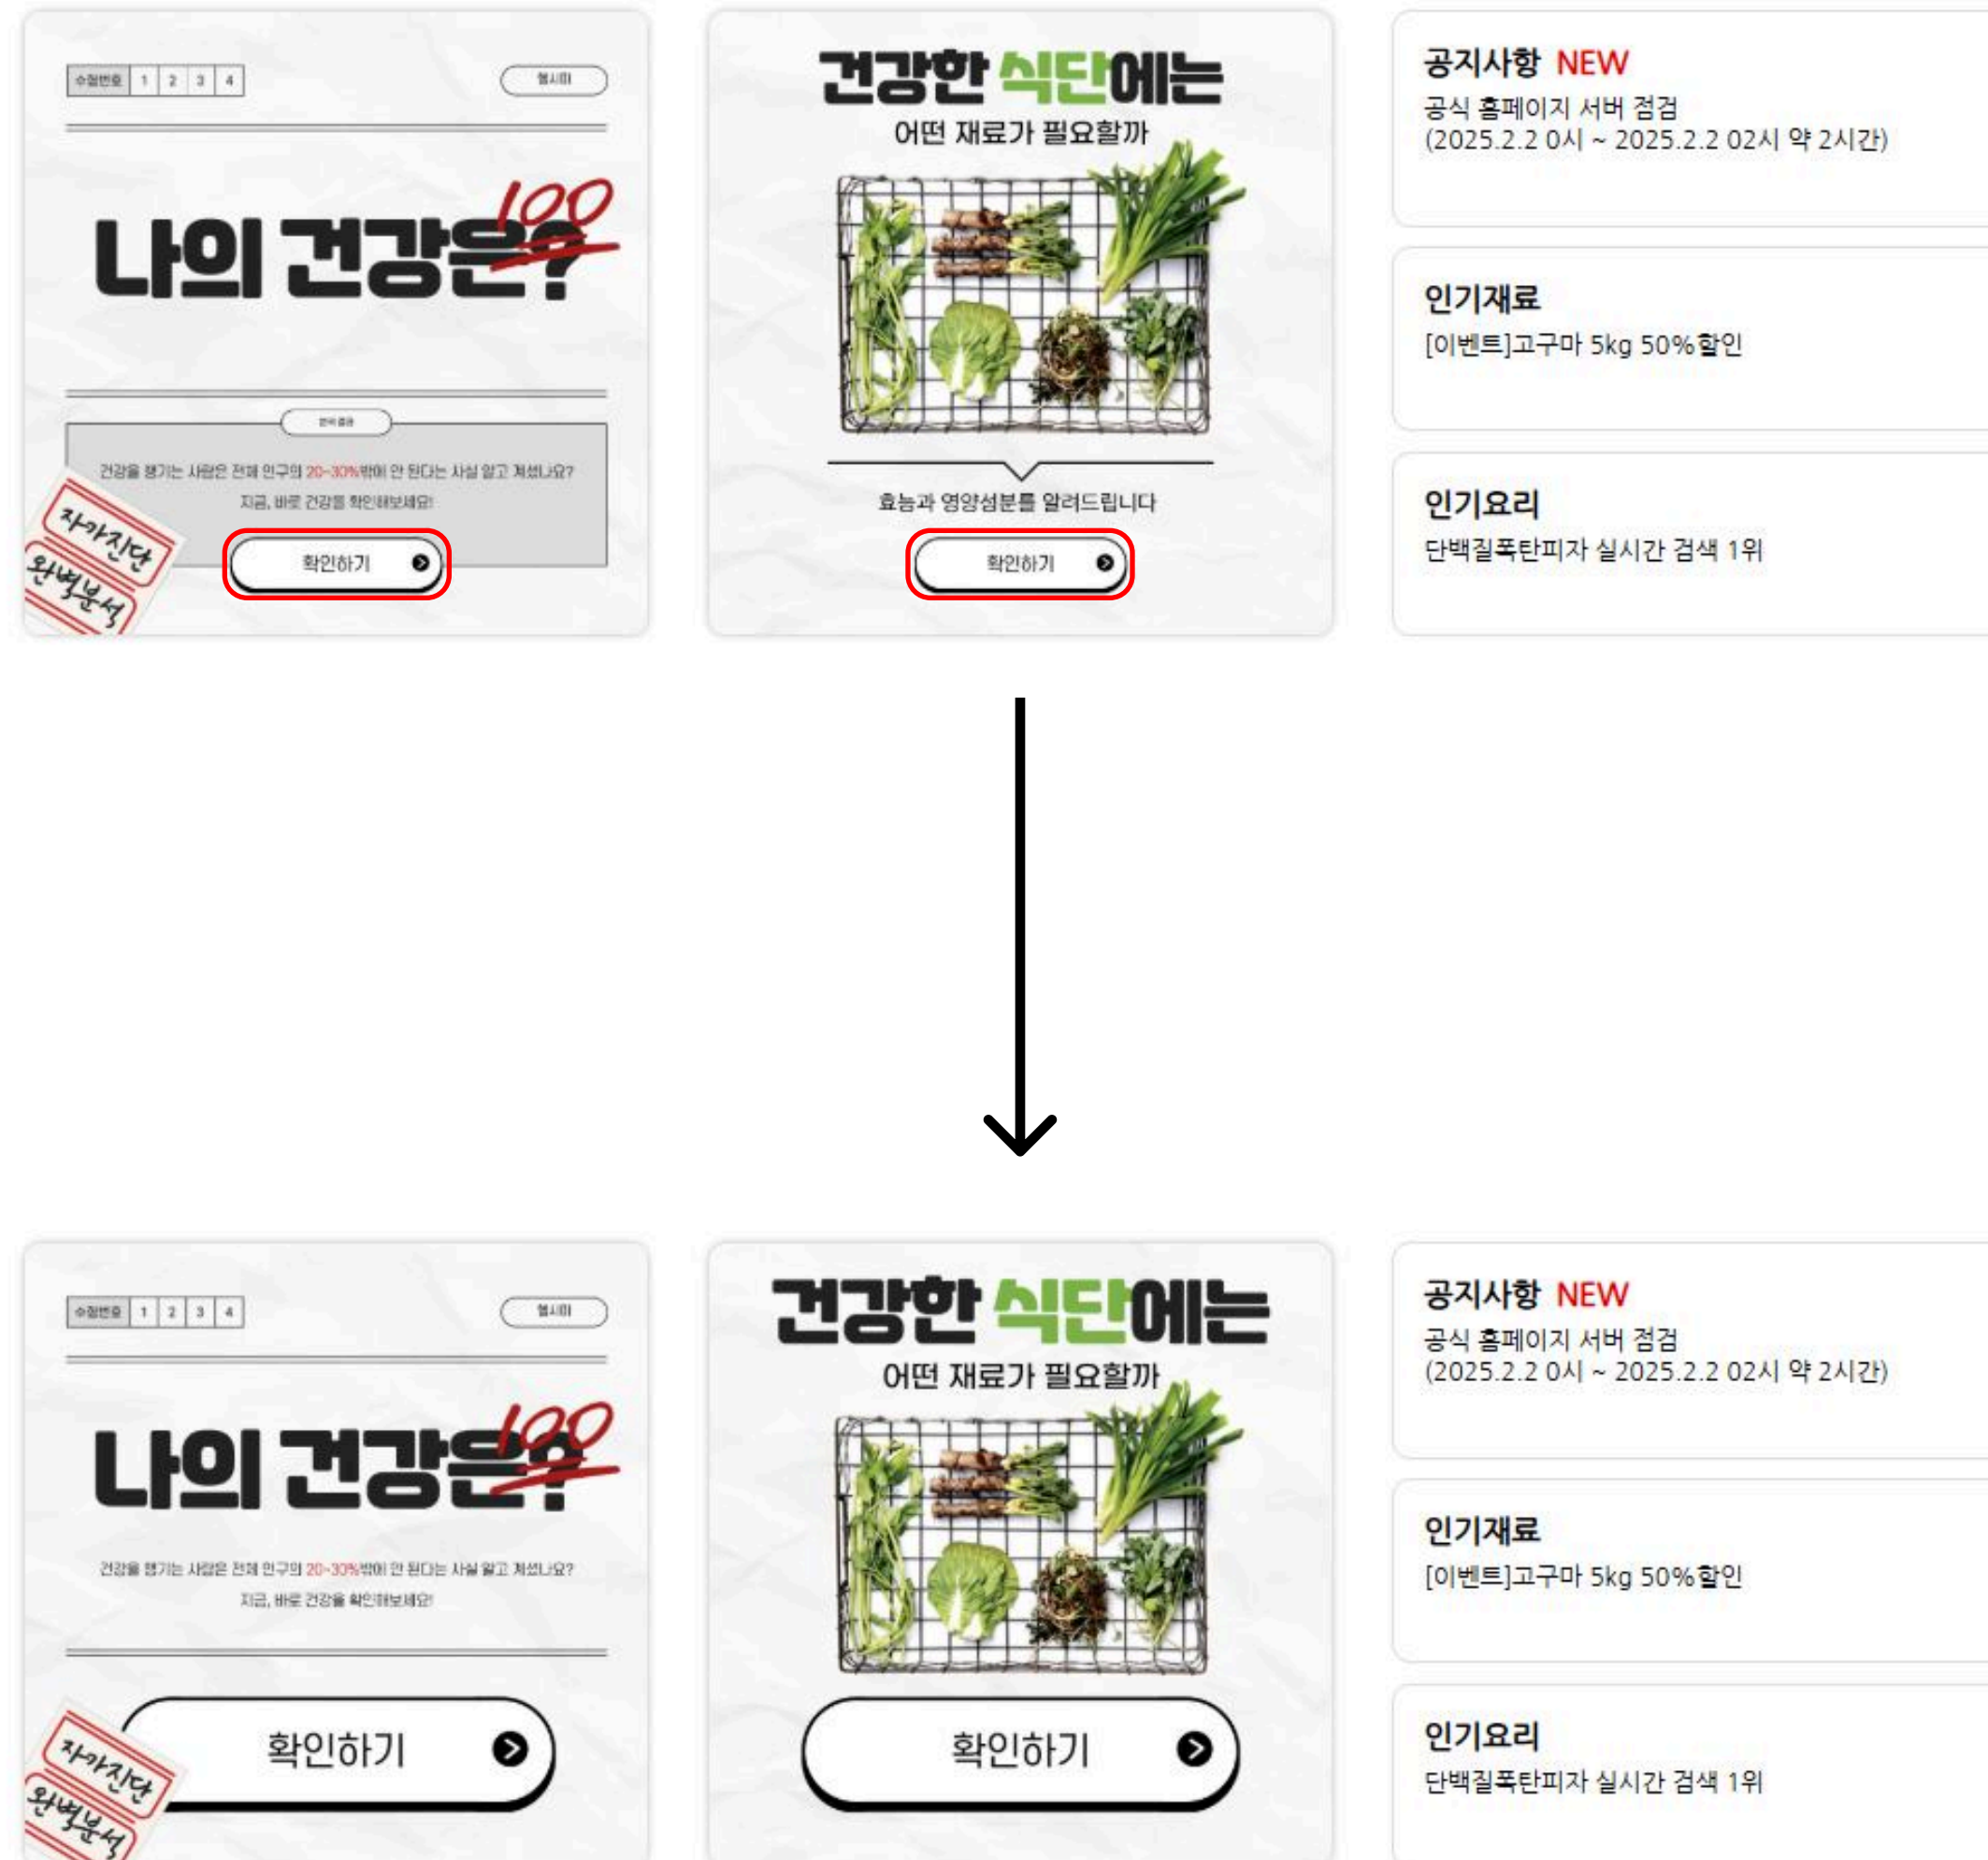 수험번호 1 2 3 4
헬시미
나의 건강은?
100
분석결과
건강을 챙기는 사람은 전체 인구의 20~30%밖에 안 된다는 사실 알고 계셨나요?
지금, 바로 건강을 확인해보세요!
자가진단
완벽분석
확인하기
건강한 식단에는
어떤 재료가 필요할까
효능과 영양성분를 알려드립니다
확인하기
공지사항 NEW
공식 홈페이지 서버 점검
(2025.2.2 0시 ~ 2025.2.2 02시 약 2시간)
인기재료
[이벤트]고구마 5kg 50%할인
인기요리
단백질폭탄피자 실시간 검색 1위
수험번호 1 2 3 4
헬시미
나의 건강은?
100
건강을 챙기는 사람은 전체 인구의 20~30%밖에 안 된다는 사실 알고 계셨나요?
지금, 바로 건강을 확인해보세요!
자가진단
완벽분석
확인하기
건강한 식단에는
어떤 재료가 필요할까
확인하기
공지사항 NEW
공식 홈페이지 서버 점검
(2025.2.2 0시 ~ 2025.2.2 02시 약 2시간)
인기재료
[이벤트]고구마 5kg 50%할인
인기요리
단백질폭탄피자 실시간 검색 1위